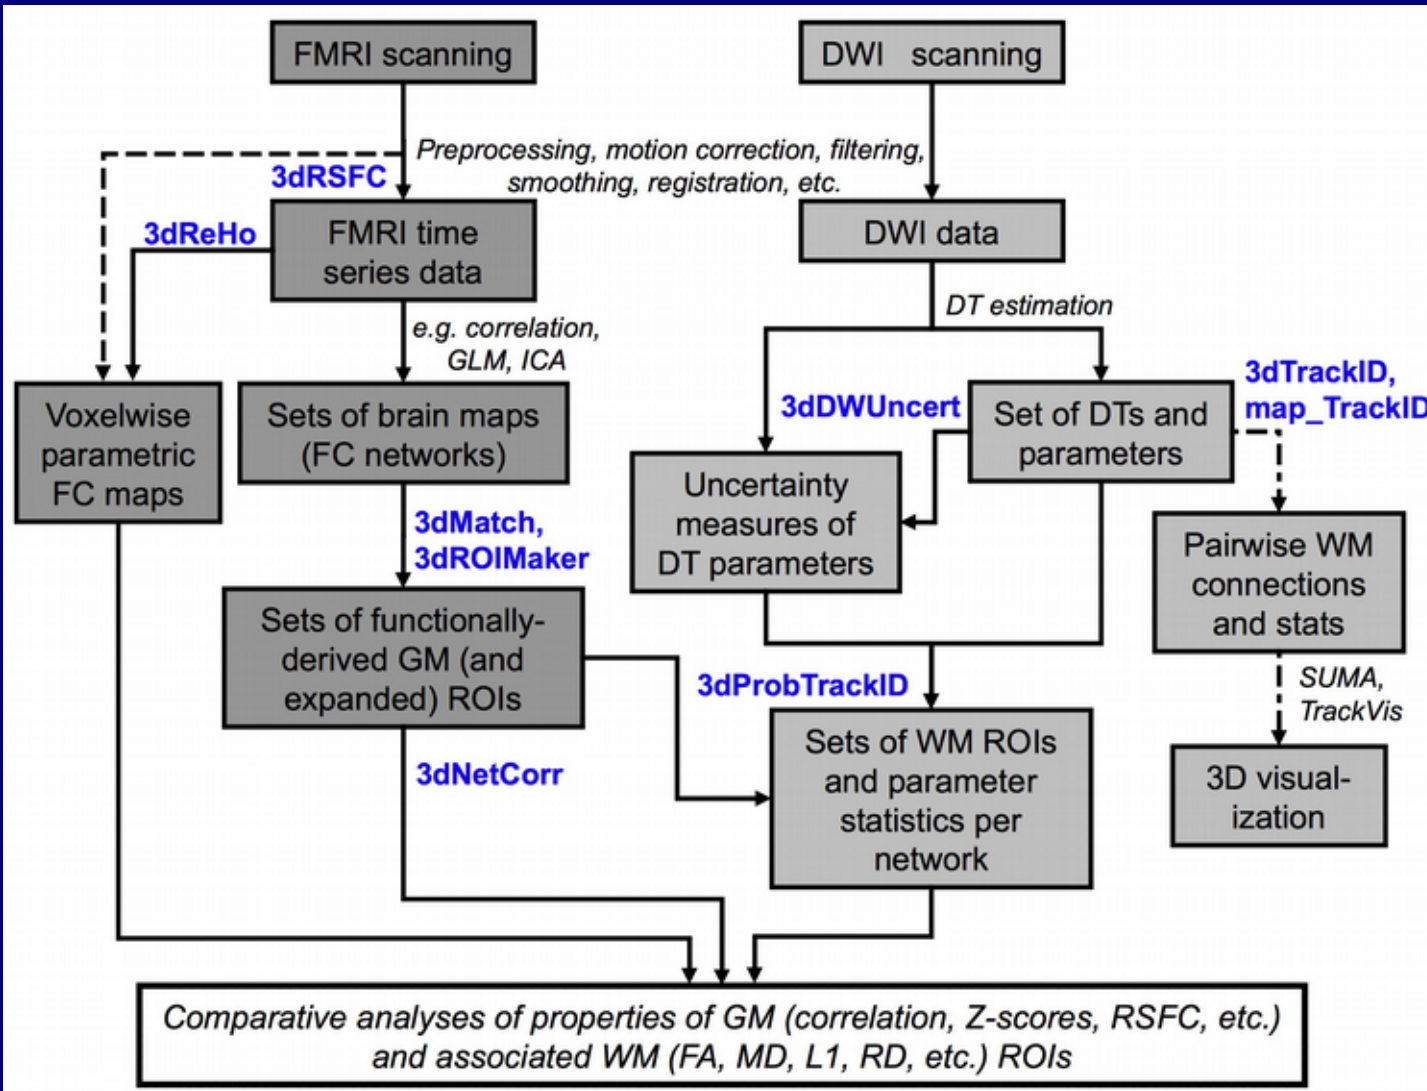 FMRI scanning
DWI scanning
Preprocessing, motion correction, filtering,
smoothing, registration, etc.
3dRSFC
3dReHo
FMRI time
series data
DWI data
e.g. correlation,
GLM, ICA
DT estimation
Voxelwise
parametric
FC maps
Sets of brain maps
(FC networks)
3dDWUncert
Set of DTs and
parameters
3dTrackID,
map_TrackID
Uncertainty
measures of
DT parameters
3dMatch,
3dROIMaker
Pairwise WM
connections
and stats
Sets of functionally-
derived GM (and
expanded) ROIs
3dProbTrackID
SUMA,
TrackVis
3dNetCorr
Sets of WM ROIs
and parameter
statistics per
network
3D visual-
ization
Comparative analyses of properties of GM (correlation, Z-scores, RSFC, etc.)
and associated WM (FA, MD, L1, RD, etc.) ROIs